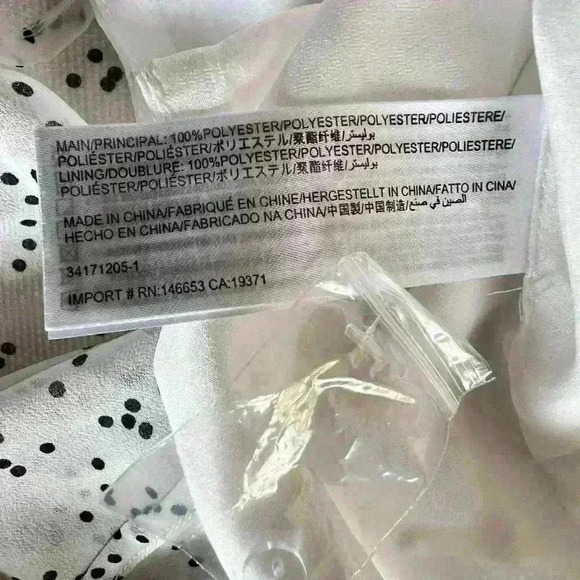 MAIN/PRINCIPAL: 100%POLYESTER/POLYESTER/POLYESTER/POLIESTERE/
POLIÉSTER/POLIÉSTER/ポリエステル/聚酯纤维/بوليستر
LINING/DOUBLURE: 100%POLYESTER/POLYESTER/POLYESTER/POLIESTERE/
POLIÉSTER/POLIÉSTER/ポリエステル/聚酯纤维/بوليستر
MADE IN CHINA/FABRIQUÉ EN CHINE/HERGESTELLT IN CHINA/FATTO IN CINA/
HECHO EN CHINA/FABRICADO NA CHINA/中国製/中国制造/الصين في صنع
34171205-1
IMPORT # RN:146653 CA:19371